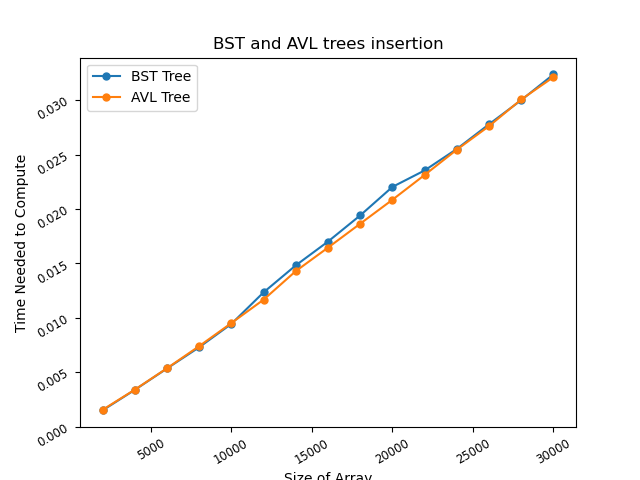 BST and AVL trees insertion
BST Tree
AVL Tree
Time Needed to Compute
0.030
0.025
0.020
0.015
0.010
0.005
0.000
5000
10000
15000
20000
25000
30000
Size of Array